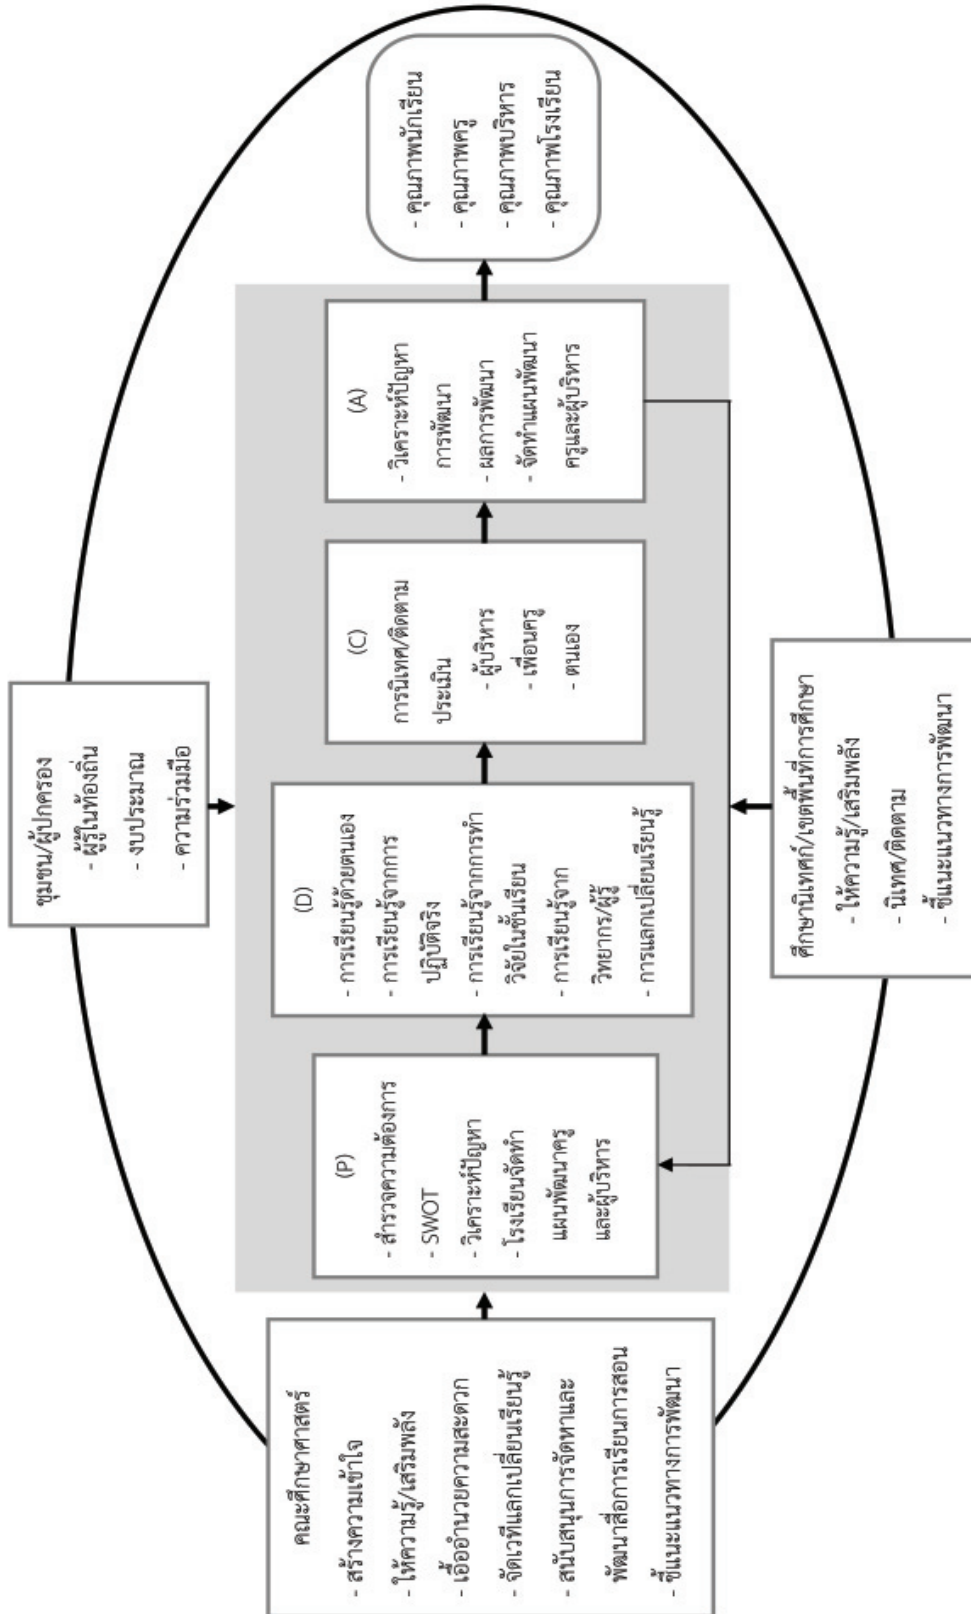 ชุมชน/ผู้ปกครอง
- ผู้รู้ในท้องถิ่น
- งบประมาณ
- ความร่วมมือ
คณะศึกษาศาสตร์
- สร้างความเข้าใจ
- ให้ความรู้/เสริมพลัง
- เอื้ออำนวยความสะดวก
- จัดเวทีแลกเปลี่ยนเรียนรู้
- สนับสนุนการจัดหาและ
พัฒนาสื่อการเรียนการสอน
- ชี้แนะแนวทางการพัฒนา
(P)
- สำรวจความต้องการ
- SWOT
- วิเคราะห์ปัญหา
- โรงเรียนจัดทำ
แผนพัฒนาครู
และผู้บริหาร
(D)
- การเรียนรู้ด้วยตนเอง
- การเรียนรู้จากการ
ปฏิบัติจริง
- การเรียนรู้จากการทำ
วิจัยในชั้นเรียน
- การเรียนรู้จาก
วิทยากร/ผู้รู้
- การแลกเปลี่ยนเรียนรู้
(C)
การนิเทศ/ติดตาม
ประเมิน
- ผู้บริหาร
- เพื่อนครู
- ตนเอง
(A)
- วิเคราะห์ปัญหา
การพัฒนา
- ผลการพัฒนา
- จัดทำแผนพัฒนา
ครูและผู้บริหาร
- คุณภาพนักเรียน
- คุณภาพครู
- คุณภาพบริหาร
- คุณภาพโรงเรียน
ศึกษานิเทศก์/เขตพื้นที่การศึกษา
- ให้ความรู้/เสริมพลัง
- นิเทศ/ติดตาม
- ชี้แนะแนวทางการพัฒนา